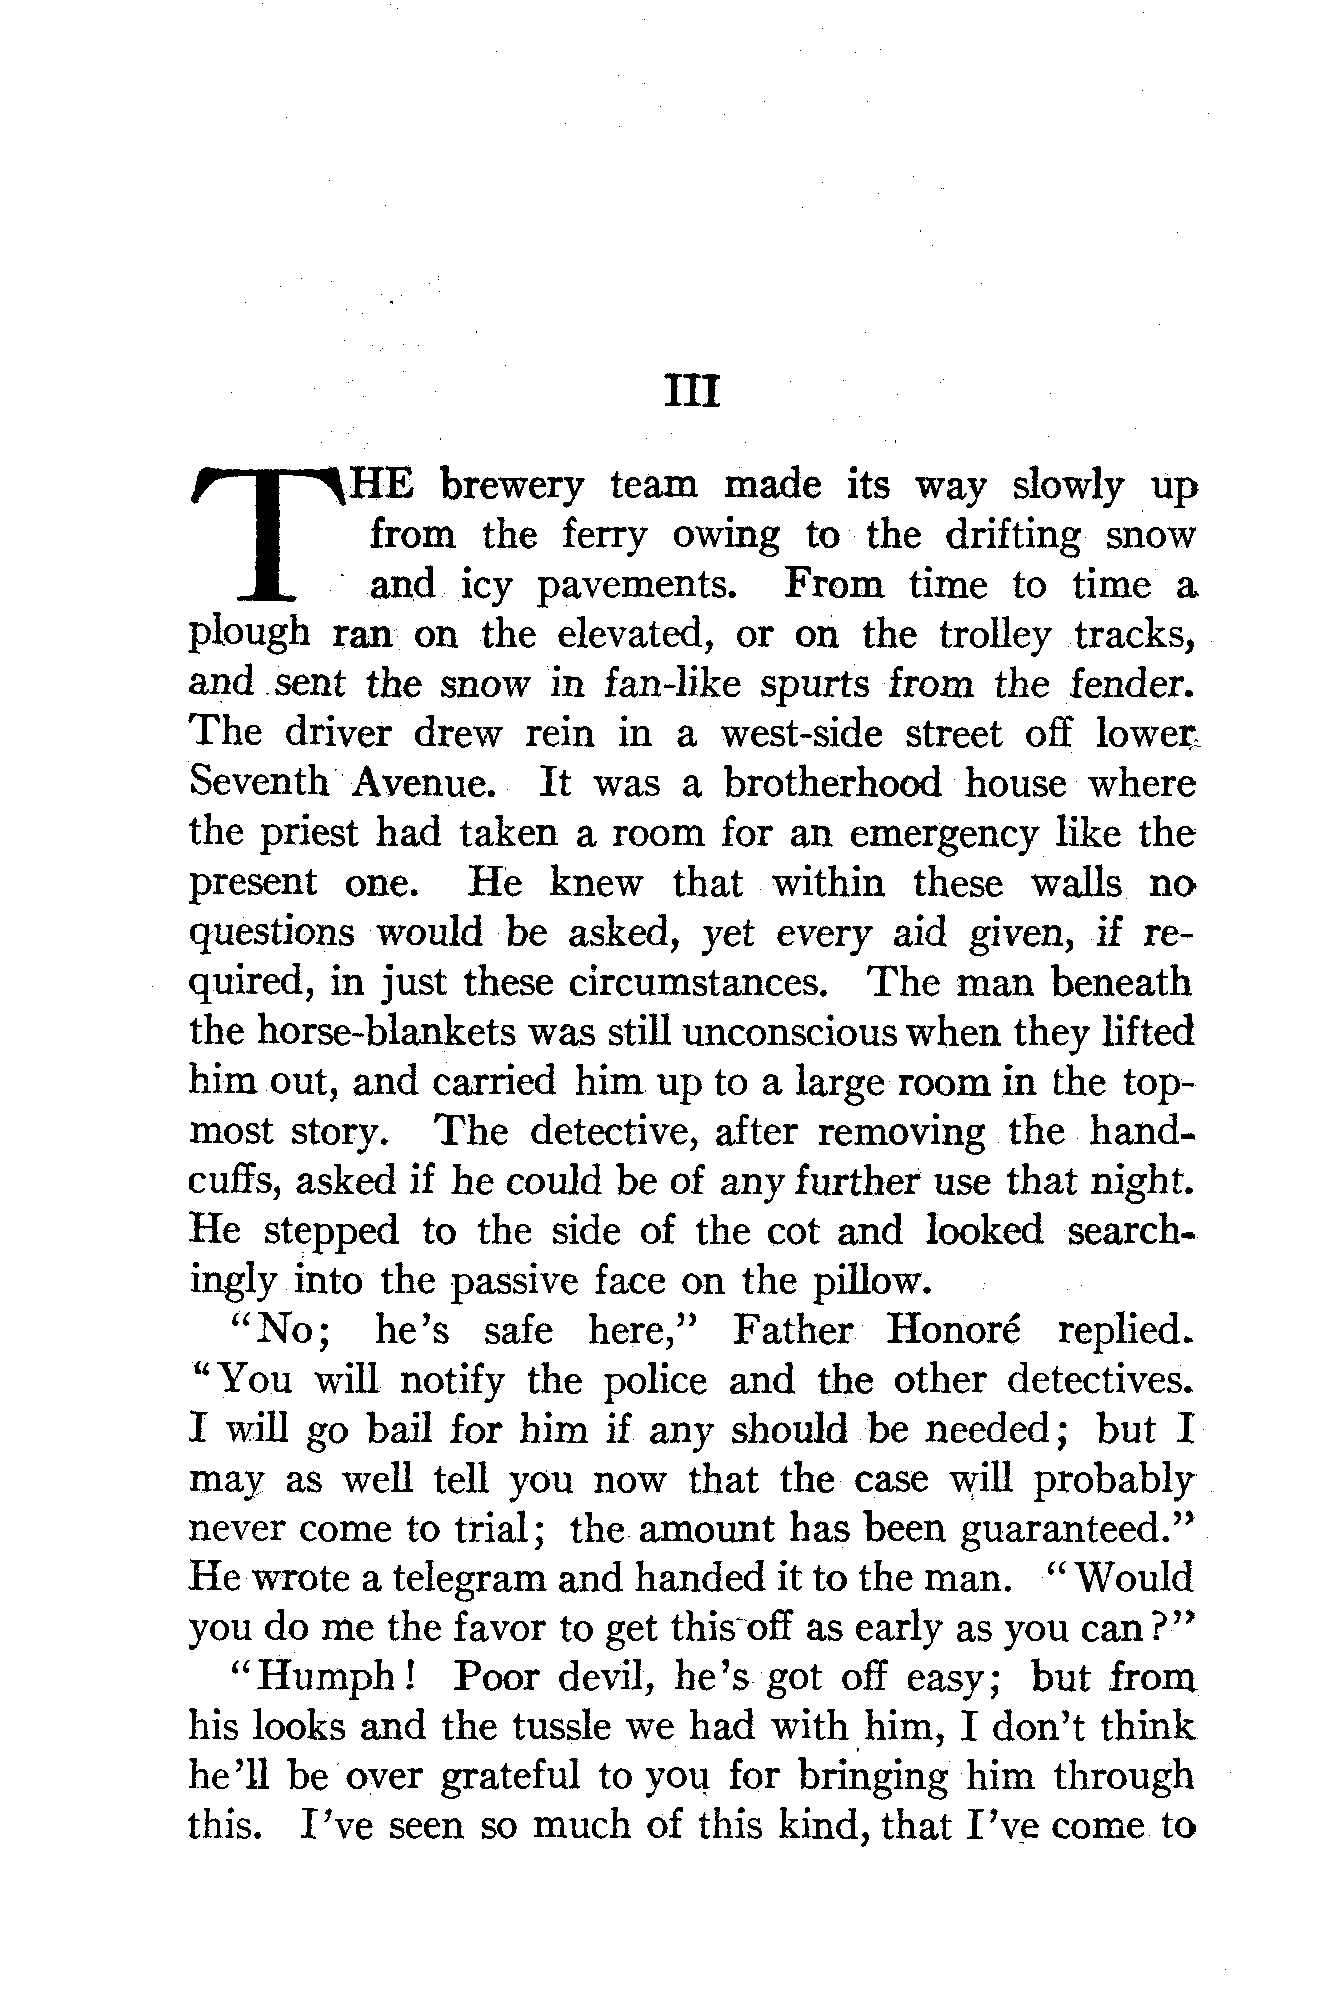 III
THE brewery team made its way slowly up
from the ferry owing to the drifting snow
and icy pavements. From time to time a
plough ran on the elevated, or on the trolley tracks,
and sent the snow in fan-like spurts from the fender.
The driver drew rein in a west-side street off lower
Seventh Avenue. It was a brotherhood house where
the priest had taken a room for an emergency like the
present one. He knew that within these walls no
questions would be asked, yet every aid given, if re-
quired, in just these circumstances. The man beneath
the horse-blankets was still unconscious when they lifted
him out, and carried him up to a large room in the top-
most story. The detective, after removing the hand-
cuffs, asked if he could be of any further use that night.
He stepped to the side of the cot and looked search-
ingly into the passive face on the pillow.
"No; he's safe here," Father Honoré replied.
"You will notify the police and the other detectives.
I will go bail for him if any should be needed; but I
may as well tell you now that the case will probably
never come to trial; the amount has been guaranteed."
He wrote a telegram and handed it to the man. "Would
you do me the favor to get this off as early as you can?"
"Humph! Poor devil, he's got off easy; but from
his looks and the tussle we had with him, I don't think
he'll be over grateful to you for bringing him through
this. I've seen so much of this kind, that I've come to